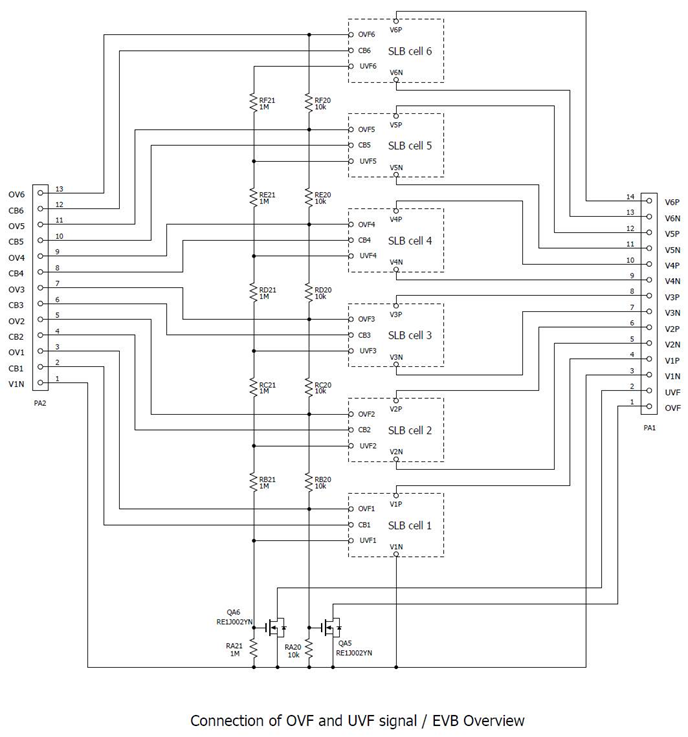 V6P
OVF6
CB6
SLB cell 6
UVF6
V6N
RF21
1M
RF20
10k
V5P
OVF5
CB5
SLB cell 5
UVF5
V5N
RE21
1M
RE20
10k
V4P
OVF4
CB4
SLB cell 4
UVF4
V4N
RD21
1M
RD20
10k
V3P
OVF3
CB3
SLB cell 3
UVF3
V3N
RC21
1M
RC20
10k
V2P
OVF2
CB2
SLB cell 2
UVF2
V2N
RB21
1M
RB20
10k
V1P
OVF1
CB1
SLB cell 1
UVF1
V1N
OV6 13
CB6 12
OV5 11
CB5 10
OV4 9
CB4 8
OV3 7
CB3 6
OV2 5
CB2 4
OV1 3
CB1 2
V1N 1
PA2
14 V6P
13 V6N
12 V5P
11 V5N
10 V4P
9 V4N
8 V3P
7 V3N
6 V2P
5 V2N
4 V1P
3 V1N
2 UVF
1 OVF
PA1
QA6
RE1J002YN
RA21
1M
RA20
10k
QA5
RE1J002YN
Connection of OVF and UVF signal / EVB Overview